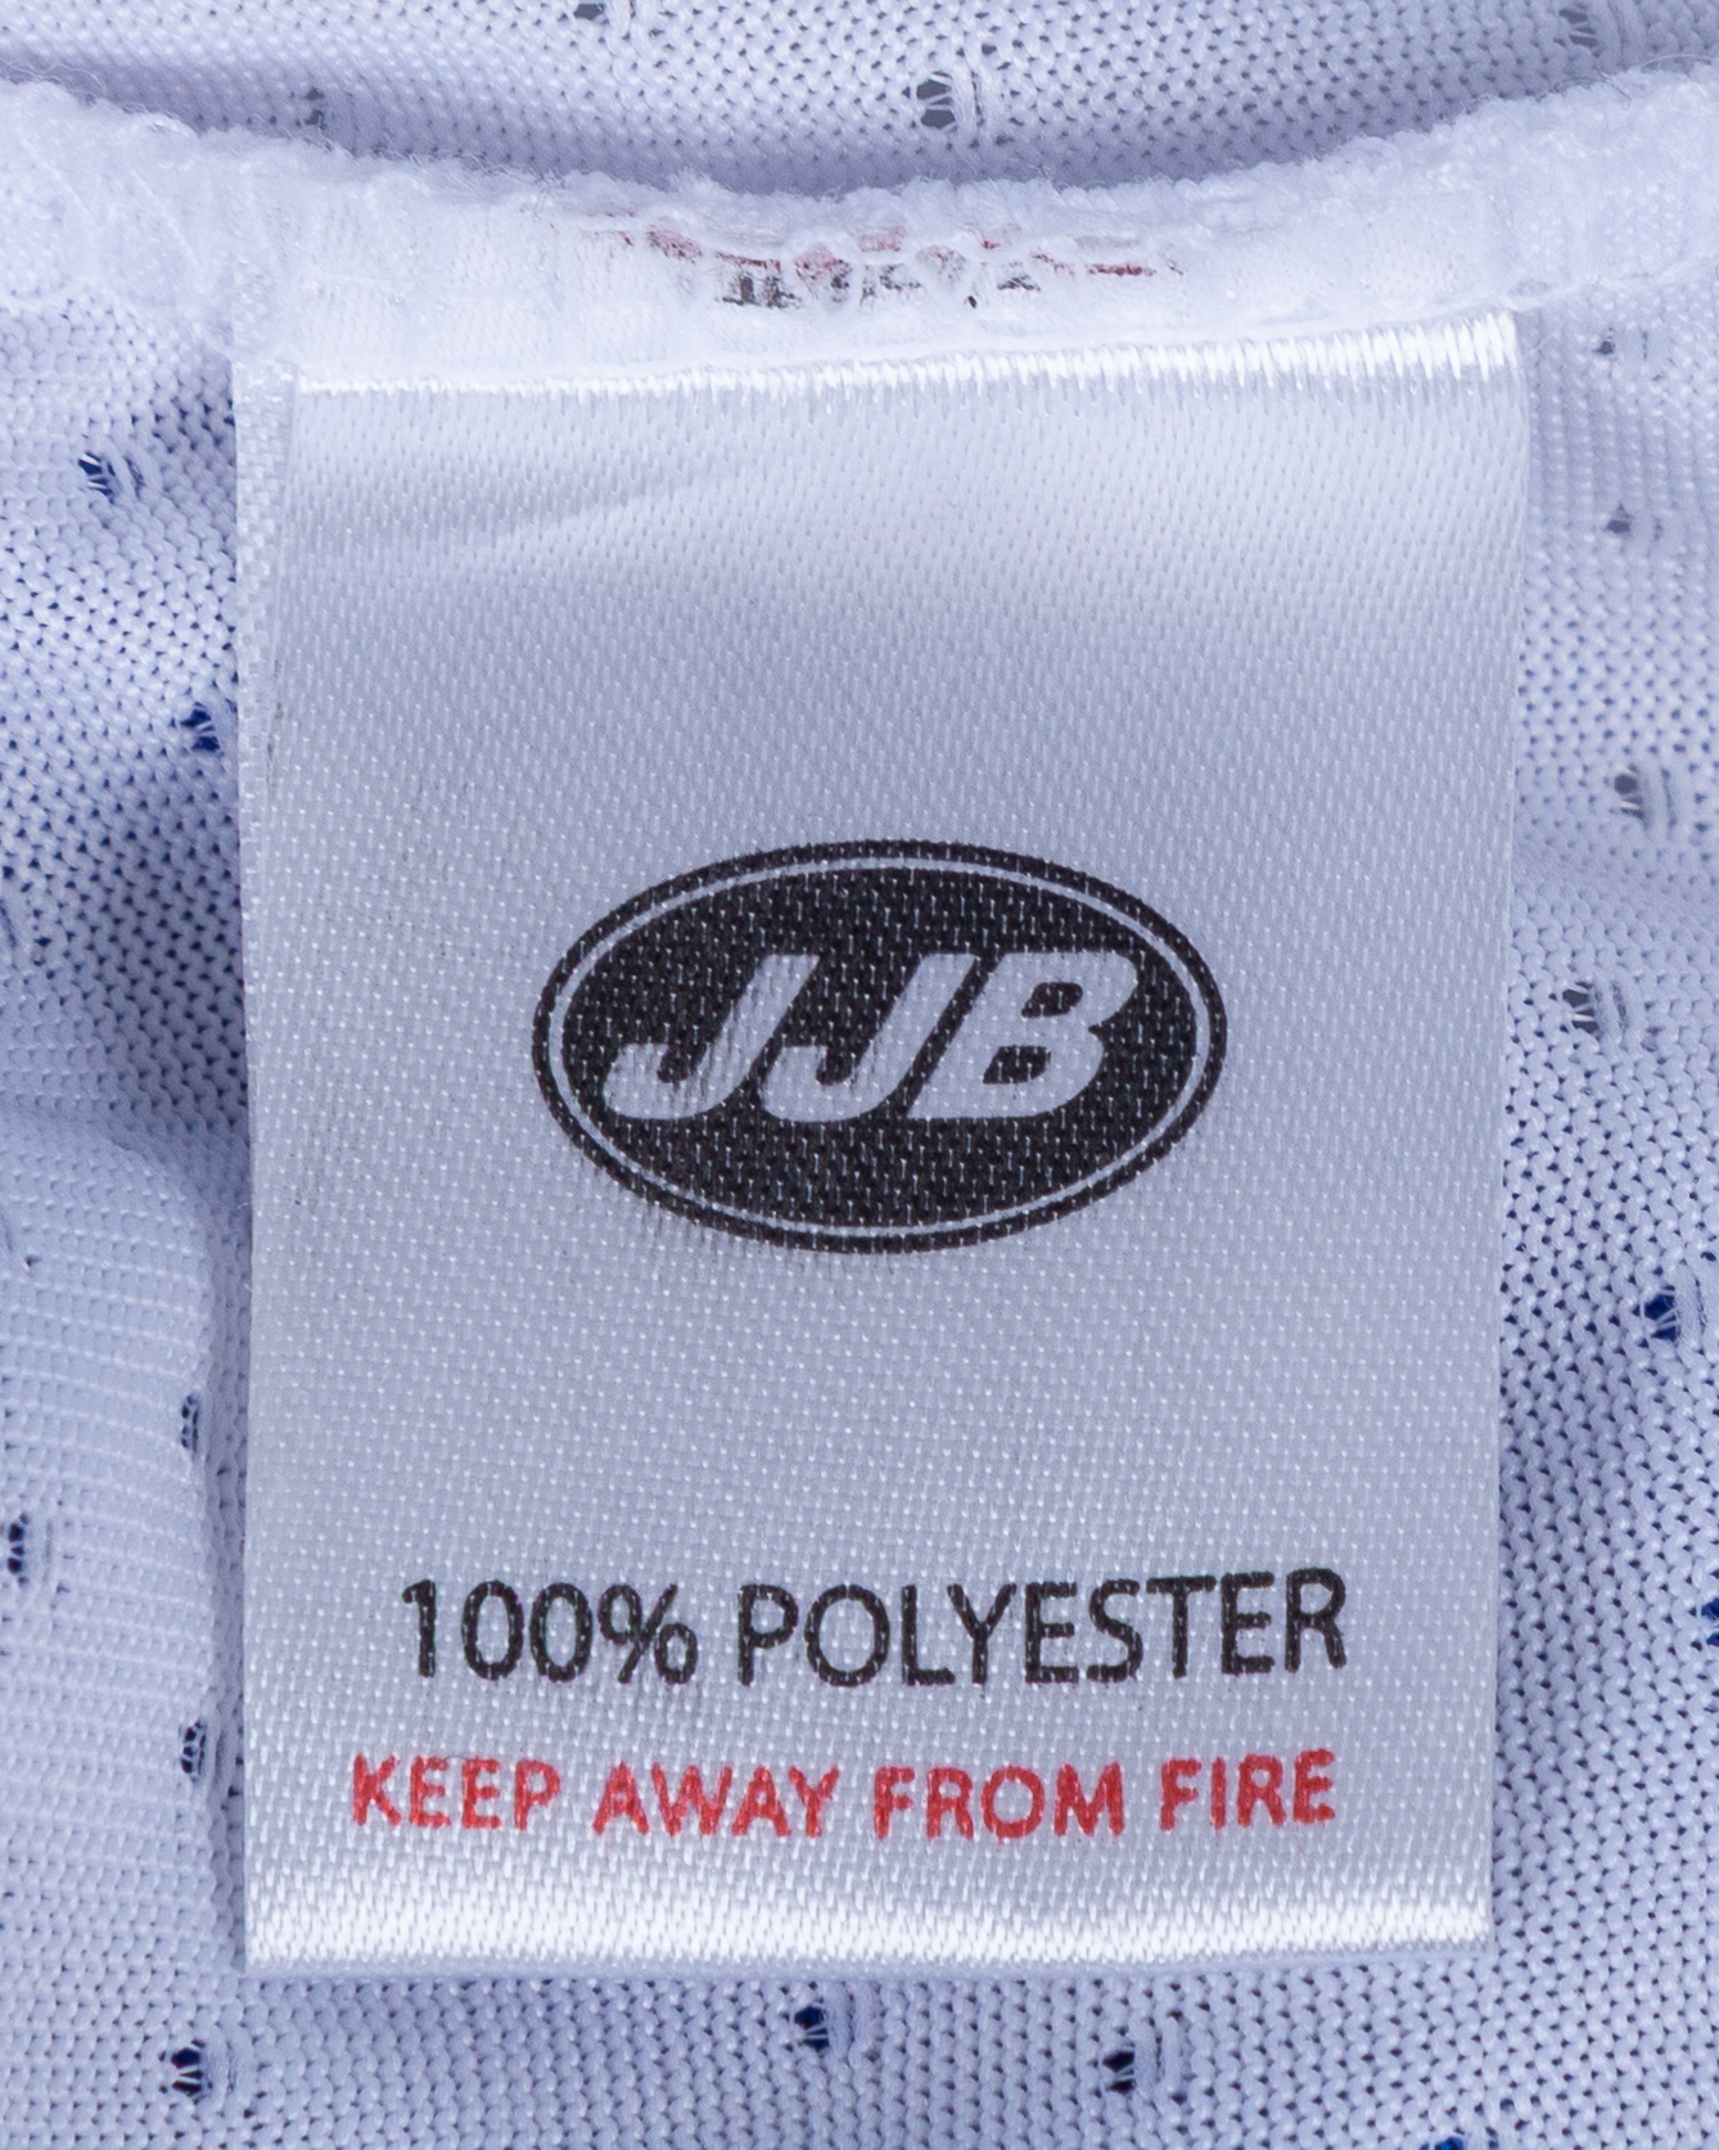 JJB
100% POLYESTER
KEEP AWAY FROM FIRE